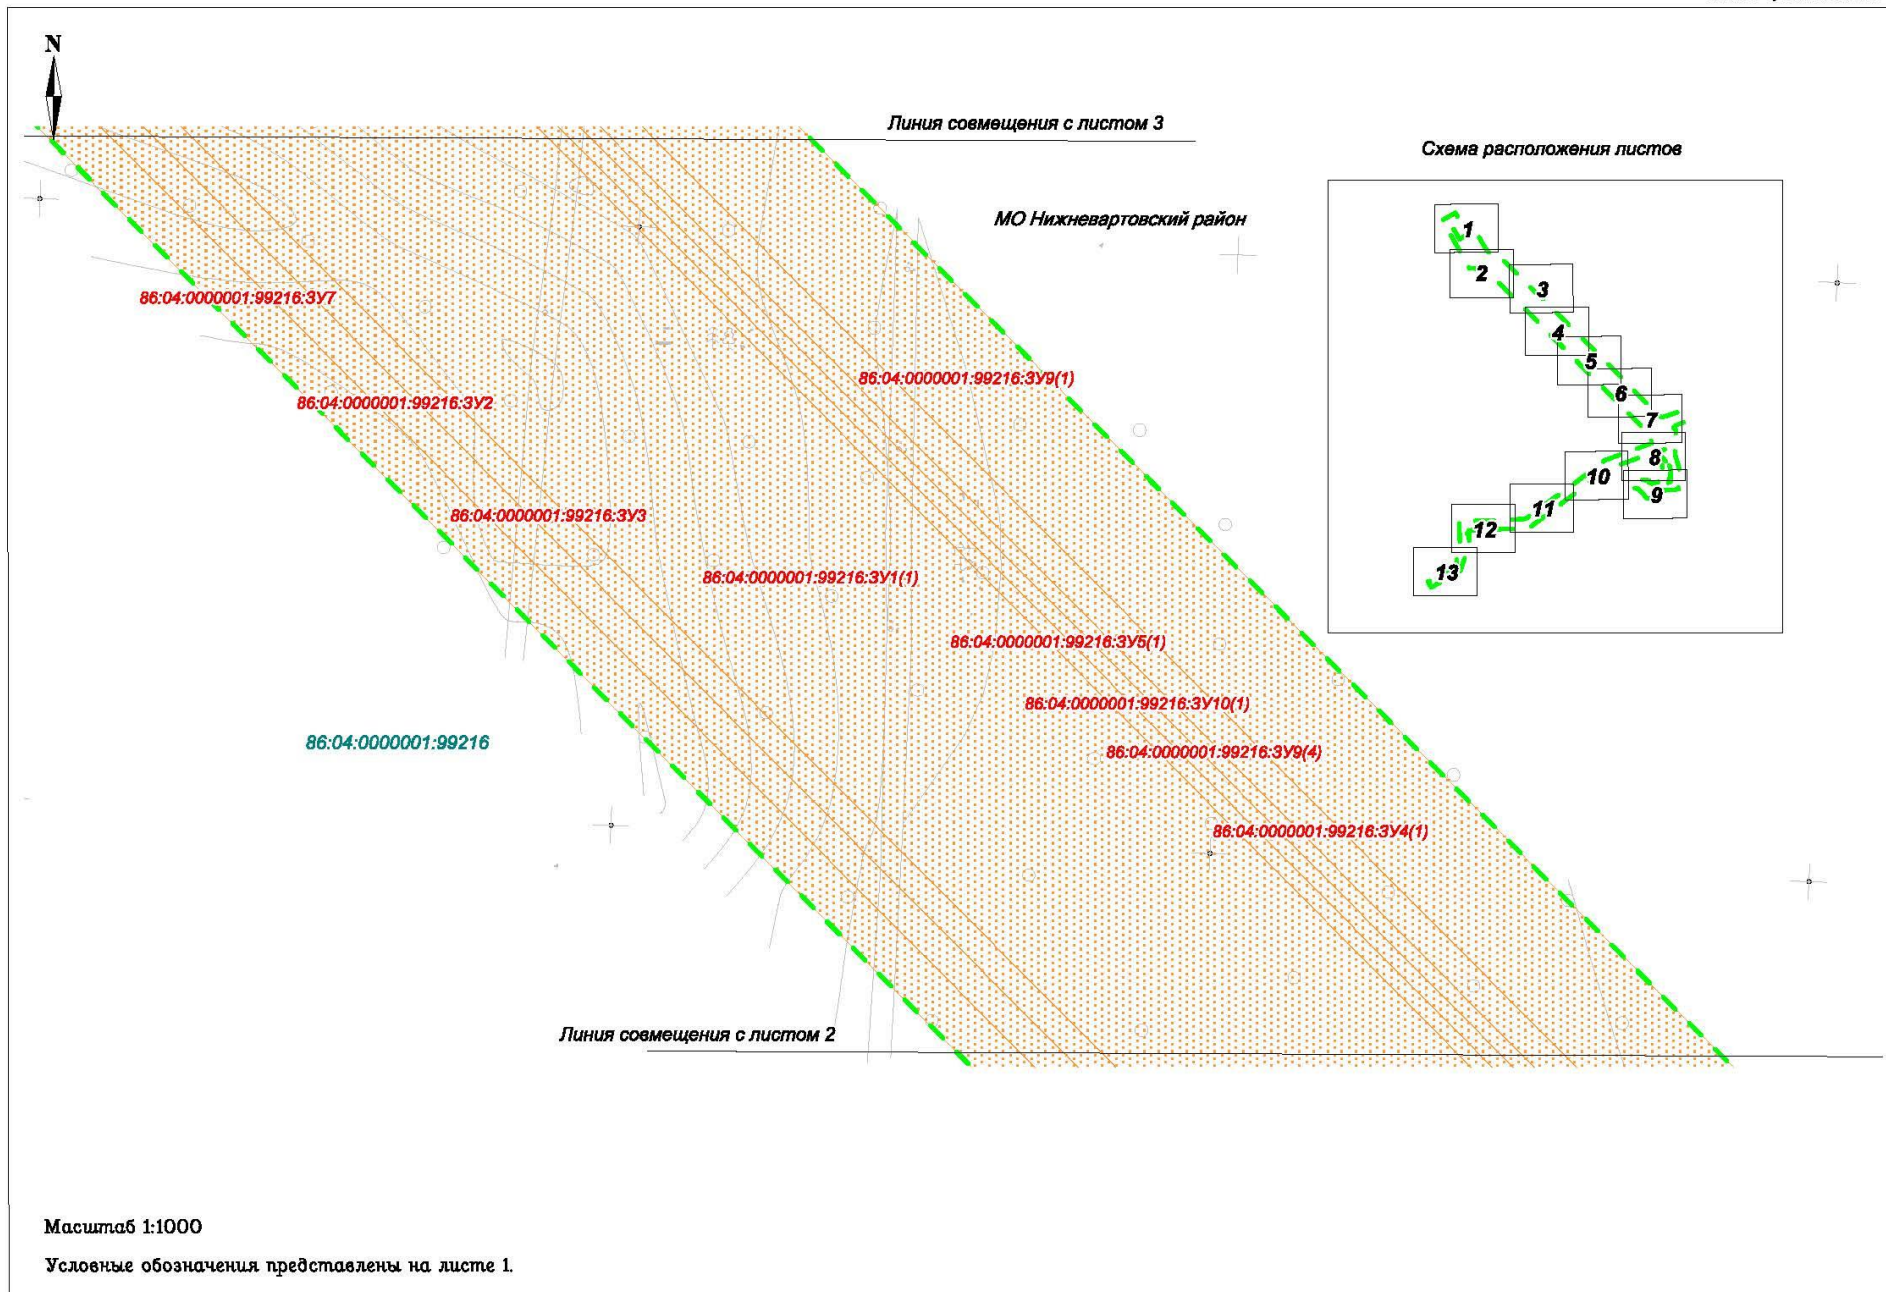 N
Линия совмещения с листом 3
Схема расположения листов
МО Нижневартовский район
1
2
3
4
5
6
7
8
9
10
11
12
13
86:04:0000001:99216:ЗУ7
86:04:0000001:99216:ЗУ9(1)
86:04:0000001:99216:ЗУ2
86:04:0000001:99216:ЗУ3
86:04:0000001:99216:ЗУ1(1)
86:04:0000001:99216:ЗУ5(1)
86:04:0000001:99216:ЗУ10(1)
86:04:0000001:99216
86:04:0000001:99216:ЗУ9(4)
86:04:0000001:99216:ЗУ4(1)
Линия совмещения с листом 2
Масштаб 1:1000
Условные обозначения представлены на листе 1.